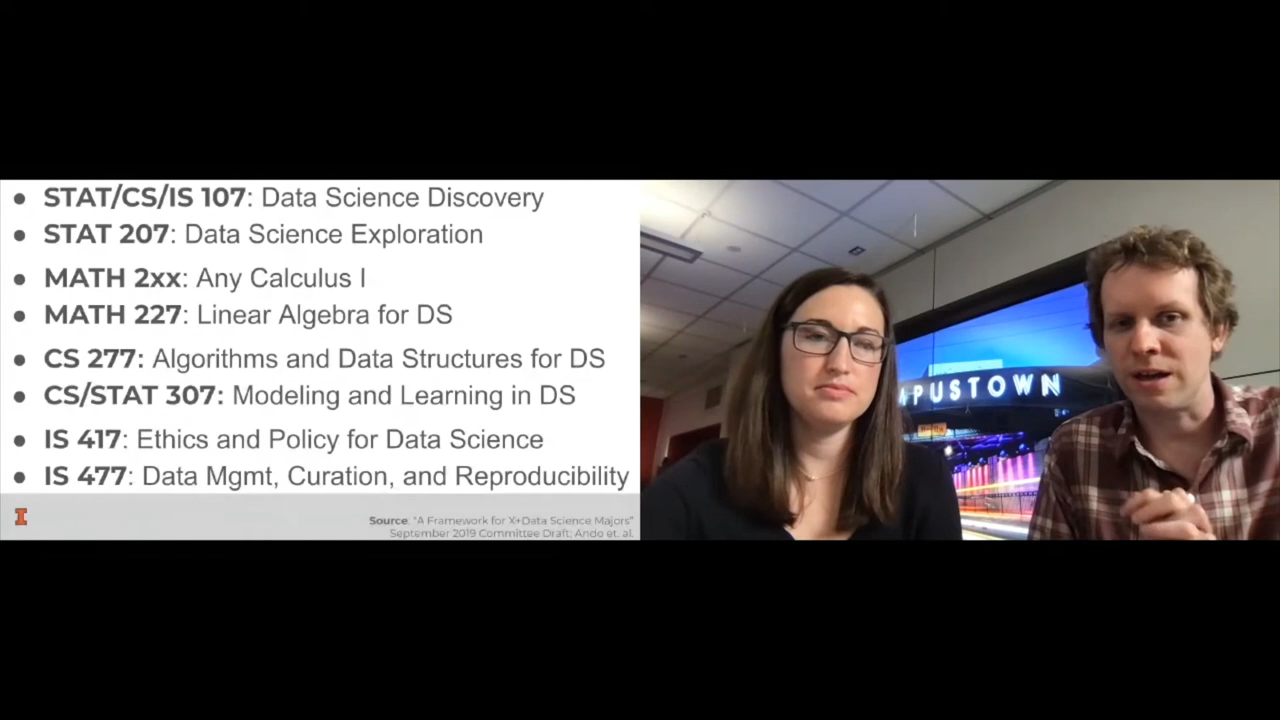 ● STAT/CS/IS 107: Data Science Discovery
● STAT 207: Data Science Exploration
● MATH 2xx: Any Calculus I
● MATH 227: Linear Algebra for DS
● CS 277: Algorithms and Data Structures for DS
● CS/STAT 307: Modeling and Learning in DS
● IS 417: Ethics and Policy for Data Science
● IS 477: Data Mgmt, Curation, and Reproducibility
I
Source: "A Framework for X+Data Science Majors"
September 2019 Committee Draft; Ando et. al.
MPUSTOWN